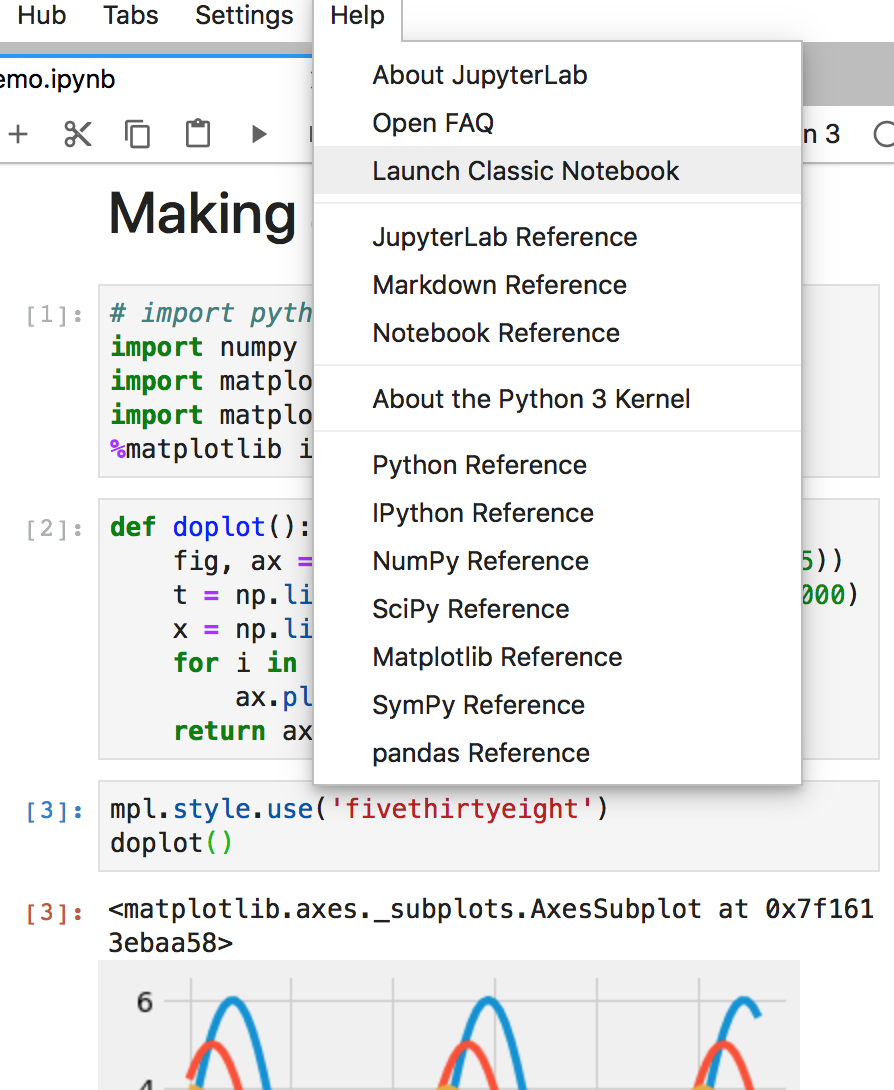 Hub Tabs Settings Help
emo.ipynb
About JupyterLab
Open FAQ
n 3
Launch Classic Notebook
JupyterLab Reference
Markdown Reference
Notebook Reference
About the Python 3 Kernel
Python Reference
IPython Reference
NumPy Reference
SciPy Reference
Matplotlib Reference
SymPy Reference
pandas Reference
Making
[1]: # import pyth
import numpy
import matplo
import matplo
%matplotlib i
[2]: def doplot():
fig, ax = 5))
t = np.li 000)
x = np.li
for i in
ax.pl
return ax
[3]: mpl.style.use('fivethirtyeight')
doplot()
[3]: <matplotlib.axes._subplots.AxesSubplot at 0x7f161
3ebaa58>
6
4